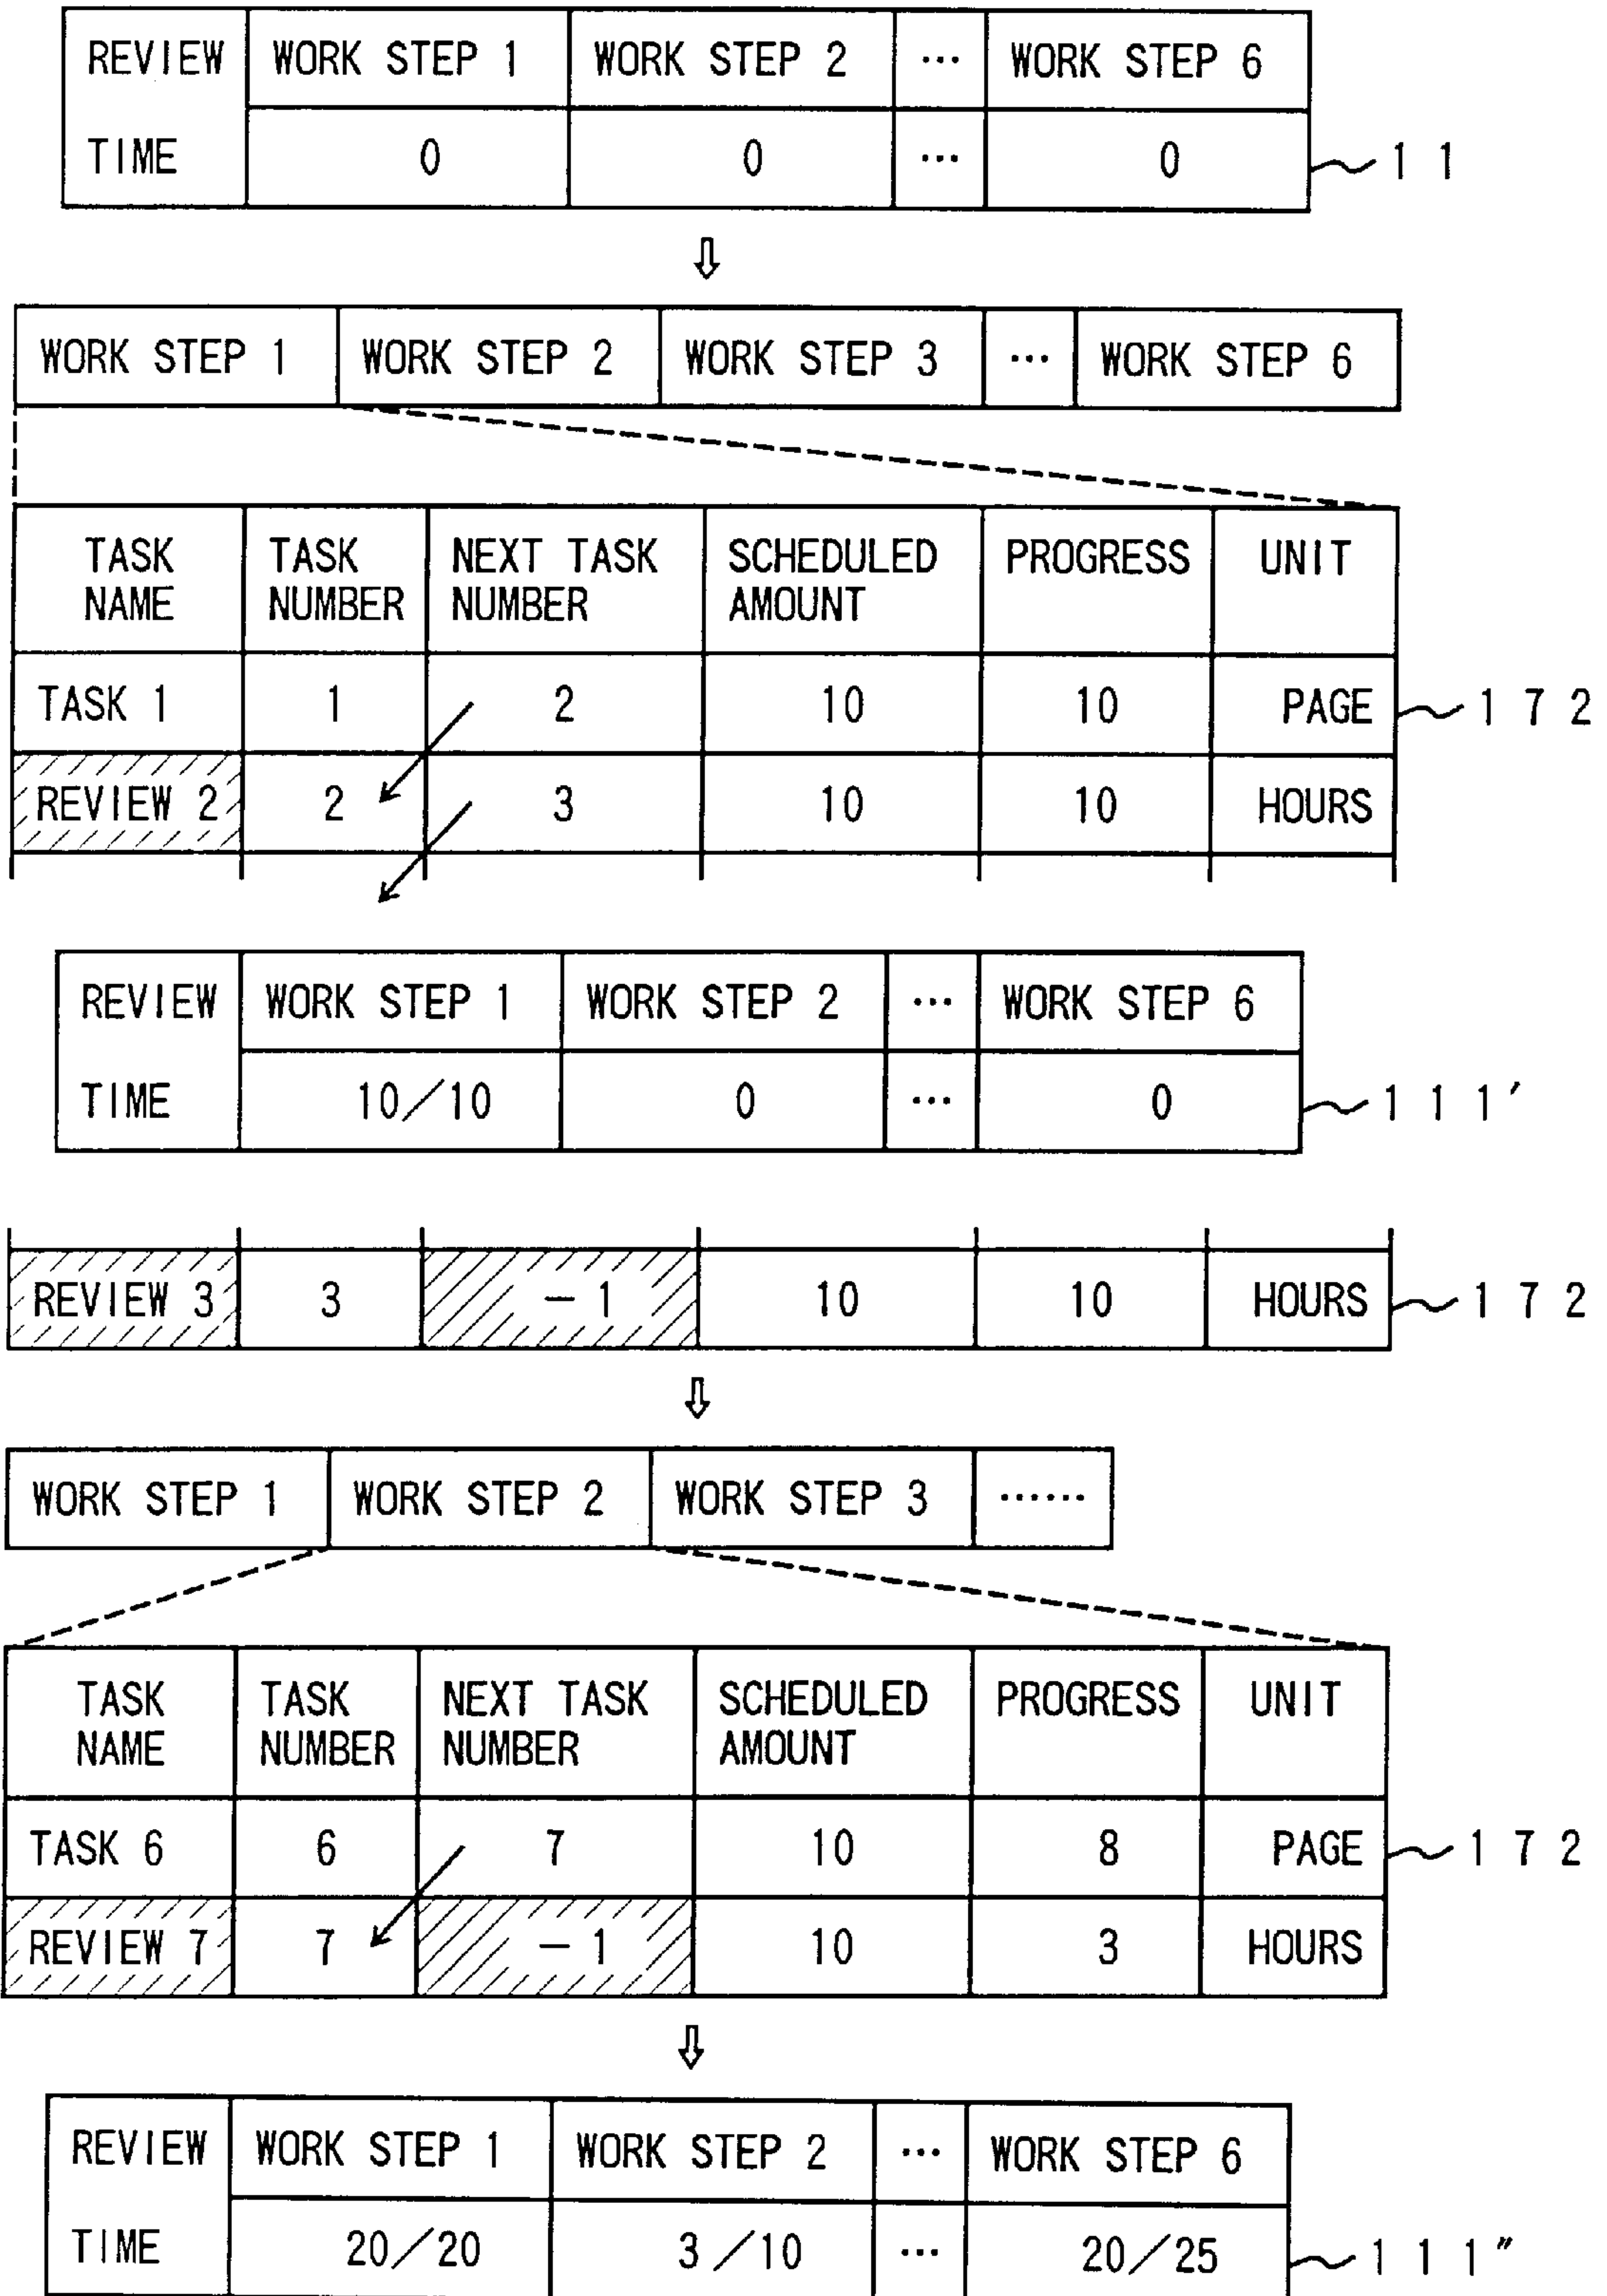 REVIEW WORK STEP 1 WORK STEP 2 ... WORK STEP 6
TIME 0 0 ... 0 11
WORK STEP 1 WORK STEP 2 WORK STEP 3 ... WORK STEP 6
TASK TASK NEXT TASK SCHEDULED PROGRESS UNIT
NAME NUMBER NUMBER AMOUNT
TASK 1 1 2 10 10 PAGE 172
REVIEW 2 2 3 10 10 HOURS
REVIEW WORK STEP 1 WORK STEP 2 ... WORK STEP 6
TIME 10/10 0 ... 0 111′
REVIEW 3 3 −1 10 10 HOURS 172
WORK STEP 1 WORK STEP 2 WORK STEP 3 ......
TASK TASK NEXT TASK SCHEDULED PROGRESS UNIT
NAME NUMBER NUMBER AMOUNT
TASK 6 6 7 10 8 PAGE 172
REVIEW 7 7 −1 10 3 HOURS
REVIEW WORK STEP 1 WORK STEP 2 ... WORK STEP 6
TIME 20/20 3/10 ... 20/25 111″